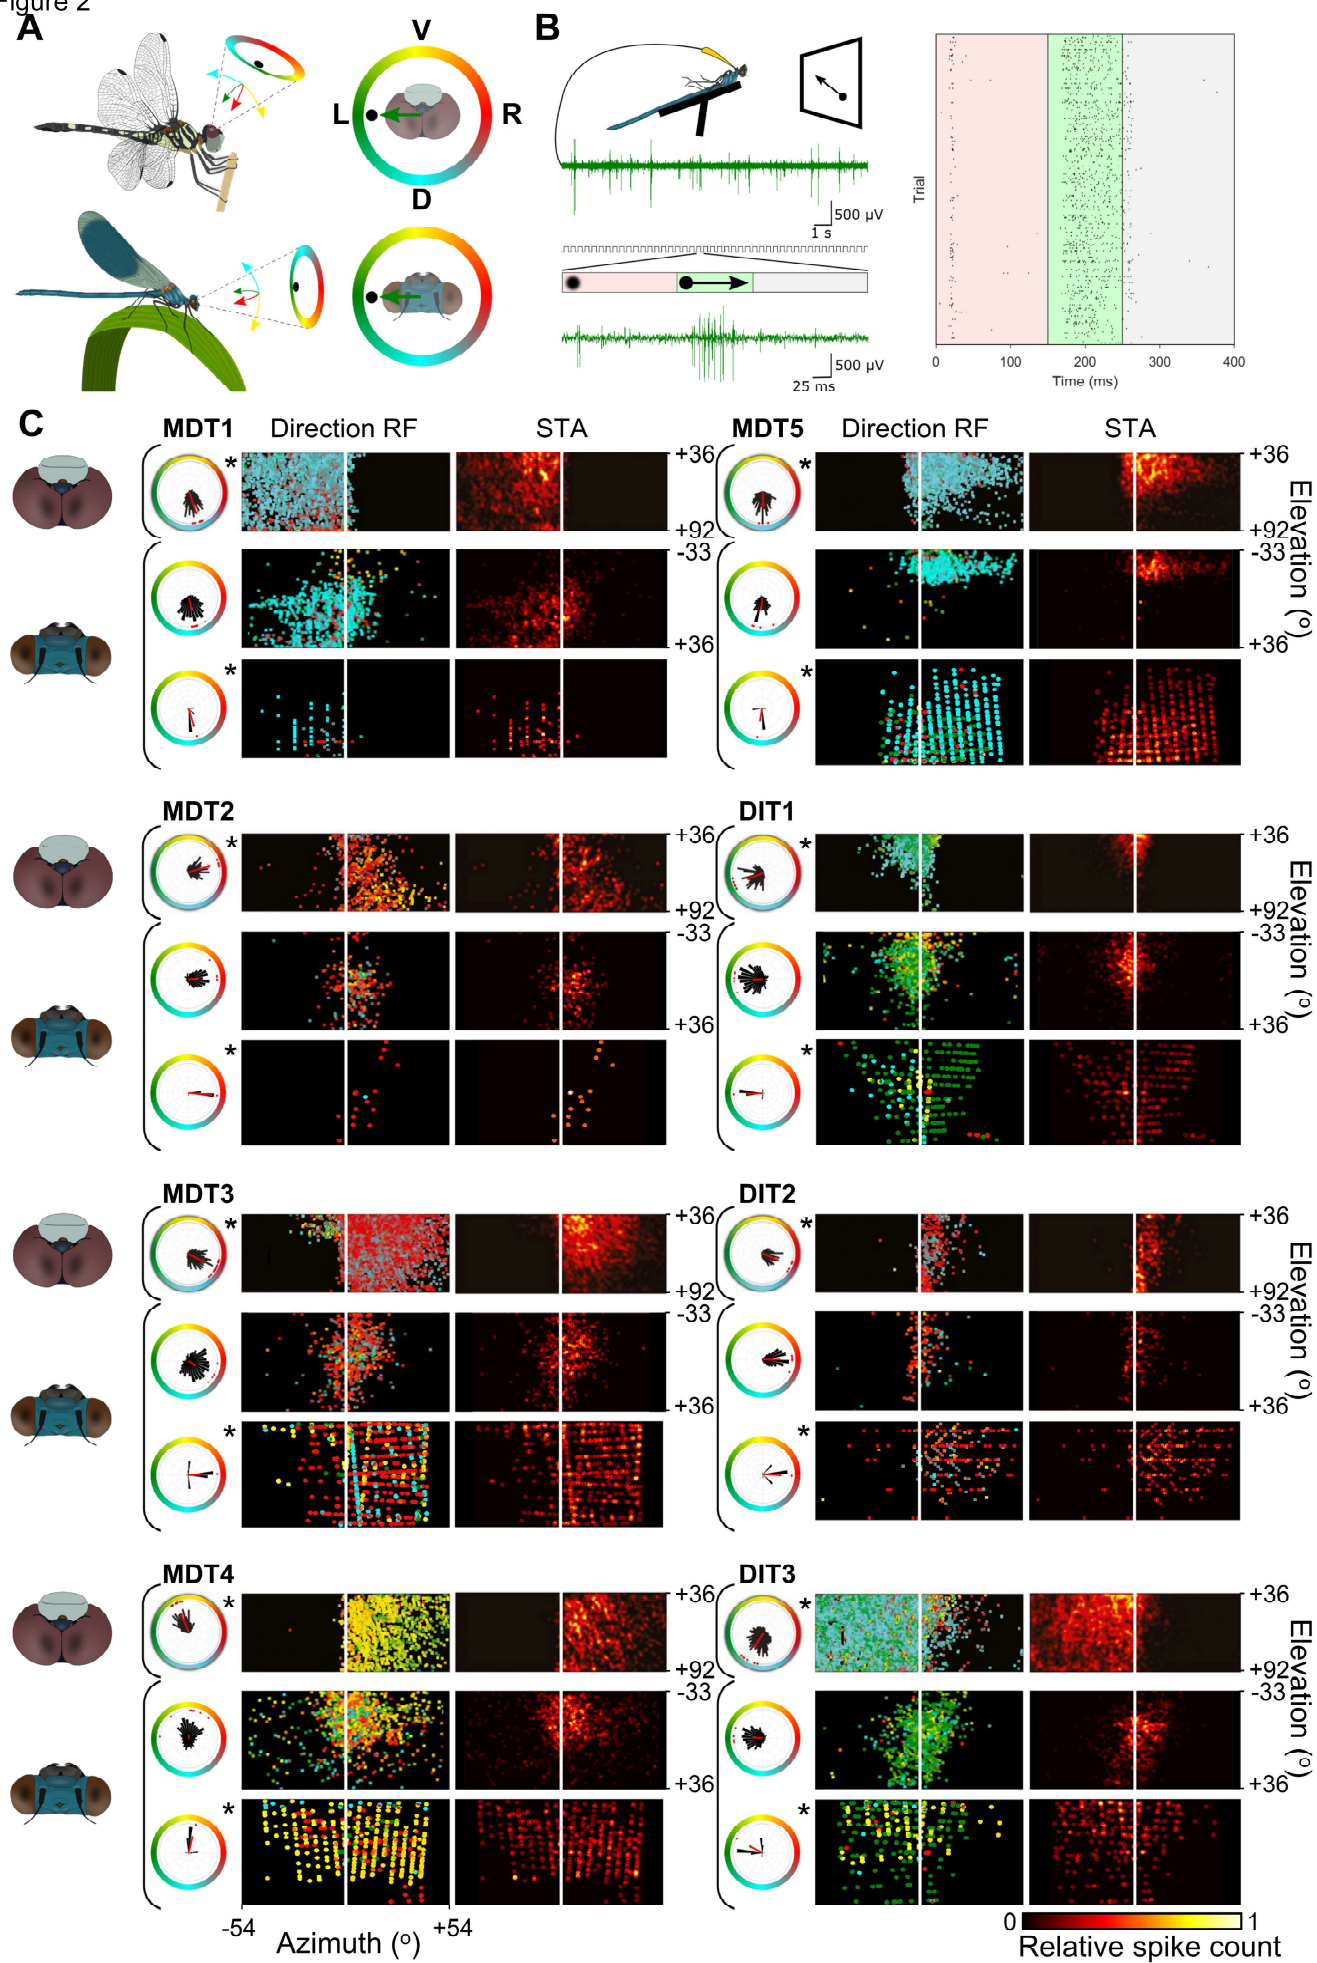 Figure 2
A
V
L
R
D
B
500 µV
1 s
500 µV
25 ms
Trial
0 100 200 300 400
Time (ms)
C
MDT1 Direction RF STA
*
+36
+92
-33
+36
*
MDT5 Direction RF STA
*
+36
+92
-33
+36
*
Elevation (º)
MDT2
*
+36
+92
-33
+36
*
DIT1
*
+36
+92
-33
+36
*
Elevation (º)
MDT3
*
+36
+92
-33
+36
*
DIT2
*
+36
+92
-33
+36
*
Elevation (º)
MDT4
*
+36
+92
-33
+36
*
DIT3
*
+36
+92
-33
+36
*
Elevation (º)
-54 +54
Azimuth (º)
0 1
Relative spike count